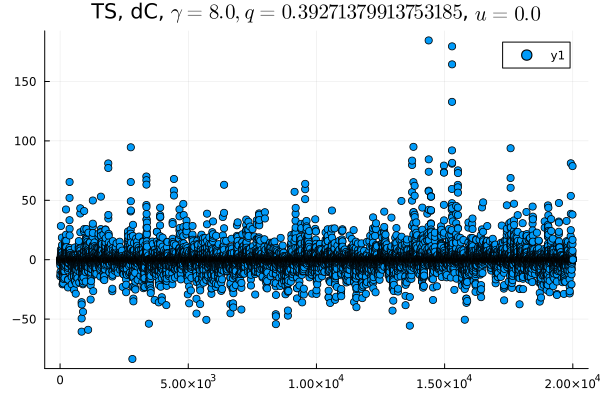 TS, dC, γ = 8.0, q = 0.39271379913753185, u = 0.0
y1
150
100
50
0
−50
0 5.00×10³ 1.00×10⁴ 1.50×10⁴ 2.00×10⁴